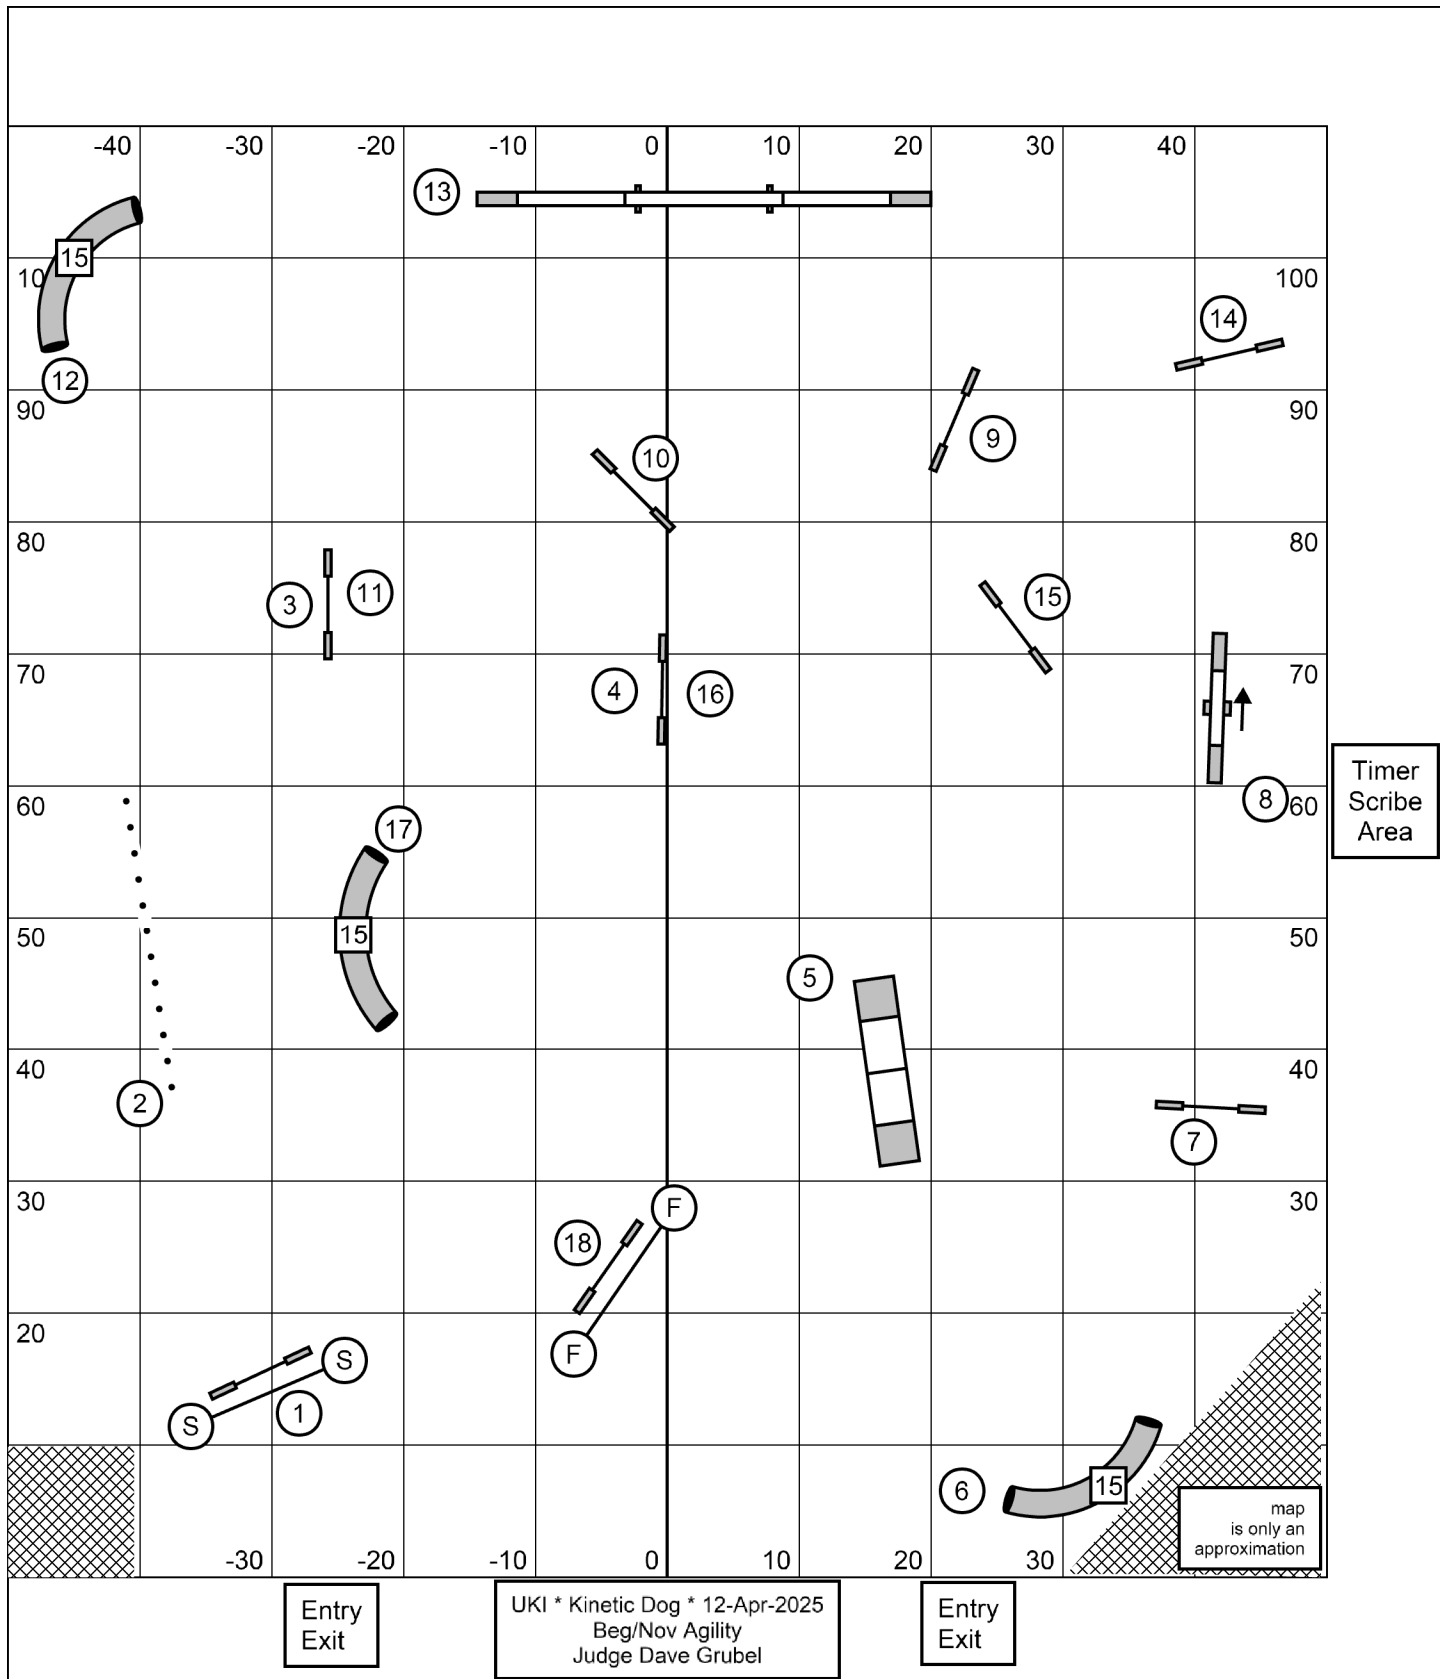 -40 -30 -20 -10 0 10 20 30 40
13
15
10 100
14
12
90 90
9
10
80 80
3 11
15
70 70
4 16
Timer
Scribe
Area
60 8 60
17
50 15 50
5
40 40
2
7
30 30
F
18
20
F
S
1
S
6 15
map
is only an
approximation
-30 -20 -10 0 10 20 30
Entry
Exit
UKI * Kinetic Dog * 12-Apr-2025
Beg/Nov Agility
Judge Dave Grubel
Entry
Exit